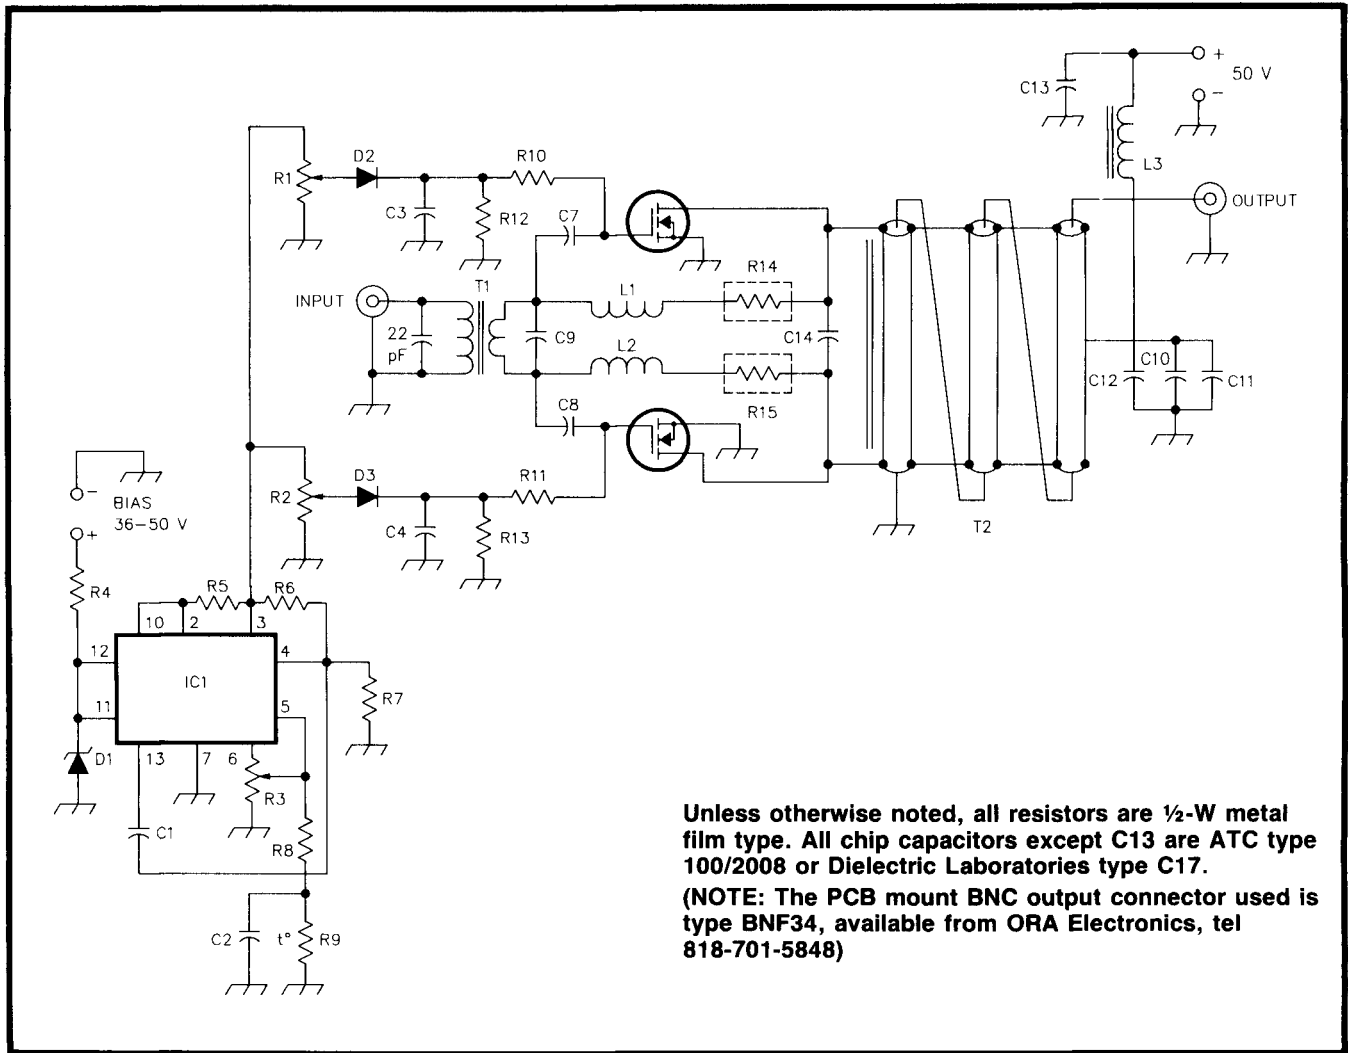 +
50 V
-
C13
L3
OUTPUT
D2
R10
R1
C3
R12
C7
T1
INPUT
22
pF
C9
L1
R14
C14
L2
R15
C12
C10
C11
C8
R11
D3
R2
C4
R13
T2
-
BIAS
36-50 V
+
R4
R5
R6
10
2
3
12
4
IC1
R7
11
5
D1
13
7
6
R3
C1
R8
C2
t°
R9
Unless otherwise noted, all resistors are ½-W metal
film type. All chip capacitors except C13 are ATC type
100/2008 or Dielectric Laboratories type C17.
(NOTE: The PCB mount BNC output connector used is
type BNF34, available from ORA Electronics, tel
818-701-5848)